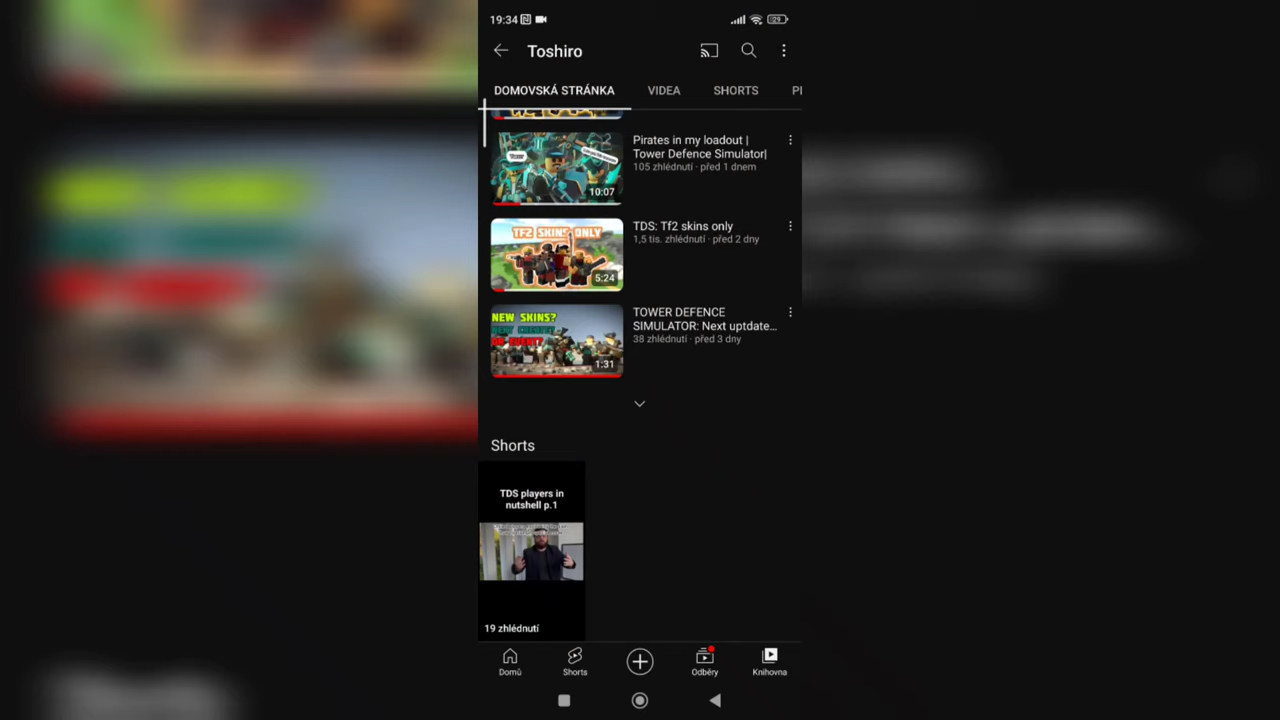 19:34
29
Toshiro
DOMOVSKÁ STRÁNKA
VIDEA
SHORTS
Pirates in my loadout |
Tower Defence Simulator|
105 zhlédnutí · před 1 dnem
10:07
TF2 SKINS ONLY
5:24
TDS: Tf2 skins only
1,5 tis. zhlédnutí · před 2 dny
NEW SKINS?
1:31
TOWER DEFENCE
SIMULATOR: Next uptdate...
38 zhlédnutí · před 3 dny
Shorts
TDS players in
nutshell p.1
19 zhlédnutí
Domů
Shorts
Odběry
Knihovna